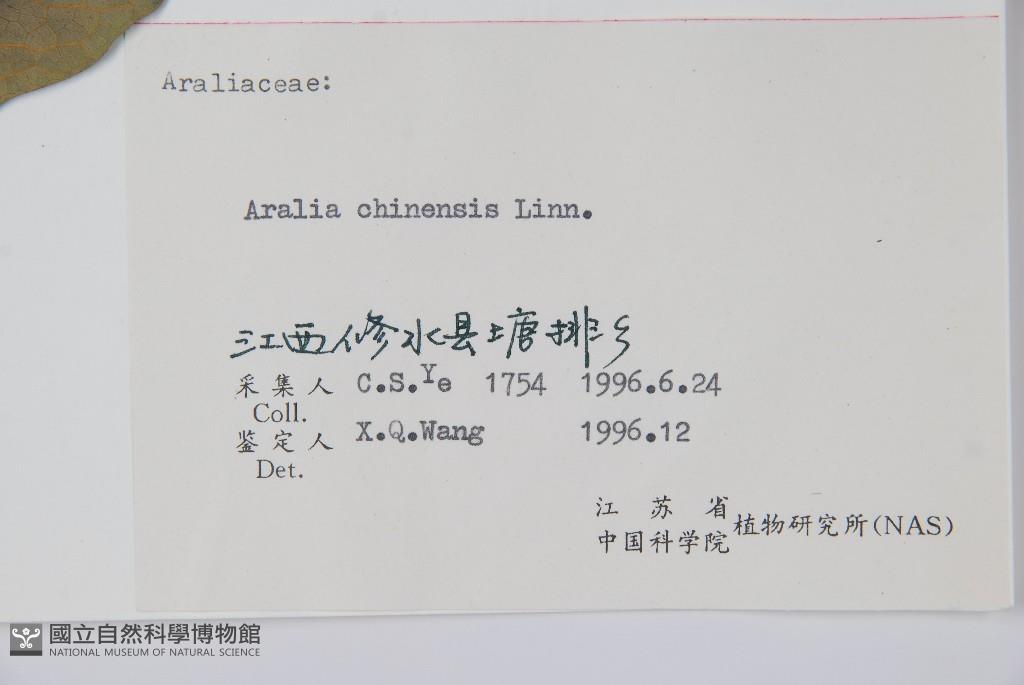 Araliaceae:
Aralia chinensis Linn.
江西修水县塘排乡
采集人 C.S.Ye 1754 1996.6.24
Coll.
鉴定人 X.Q.Wang 1996.12
Det.
江苏省
中国科学院 植物研究所(NAS)
國立自然科學博物館
NATIONAL MUSEUM OF NATURAL SCIENCE